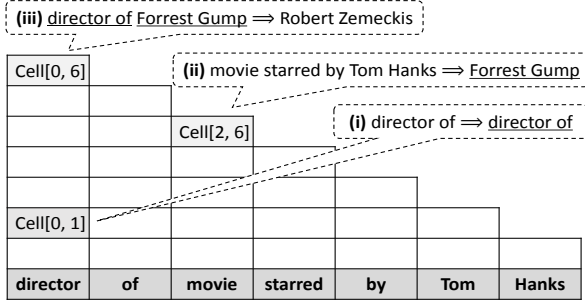 (iii) director of Forrest Gump ⟹ Robert Zemeckis
Cell[0, 6]
(ii) movie starred by Tom Hanks ⟹ Forrest Gump
Cell[2, 6]
(i) director of ⟹ director of
Cell[0, 1]
director of movie starred by Tom Hanks